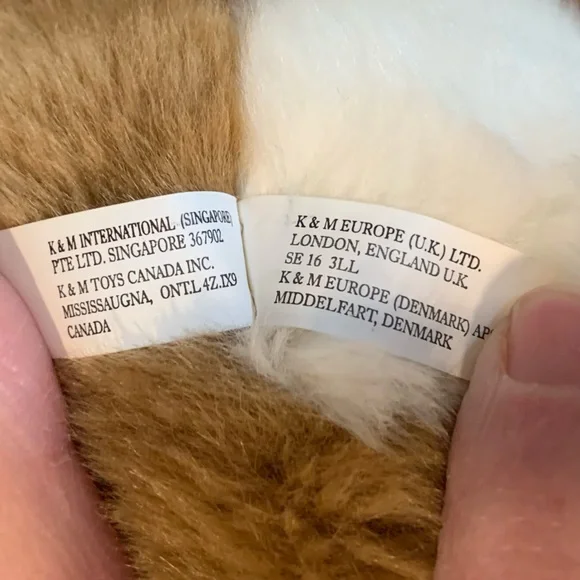 K & M INTERNATIONAL (SINGAPORE)
PTE LTD. SINGAPORE 367902
K & M TOYS CANADA INC.
MISSISSAUGNA, ONT.L 4Z.1X9
CANADA
K & M EUROPE (U.K.) LTD.
LONDON, ENGLAND U.K.
SE 16 3LL
K & M EUROPE (DENMARK)
MIDDELFART, DENMARK